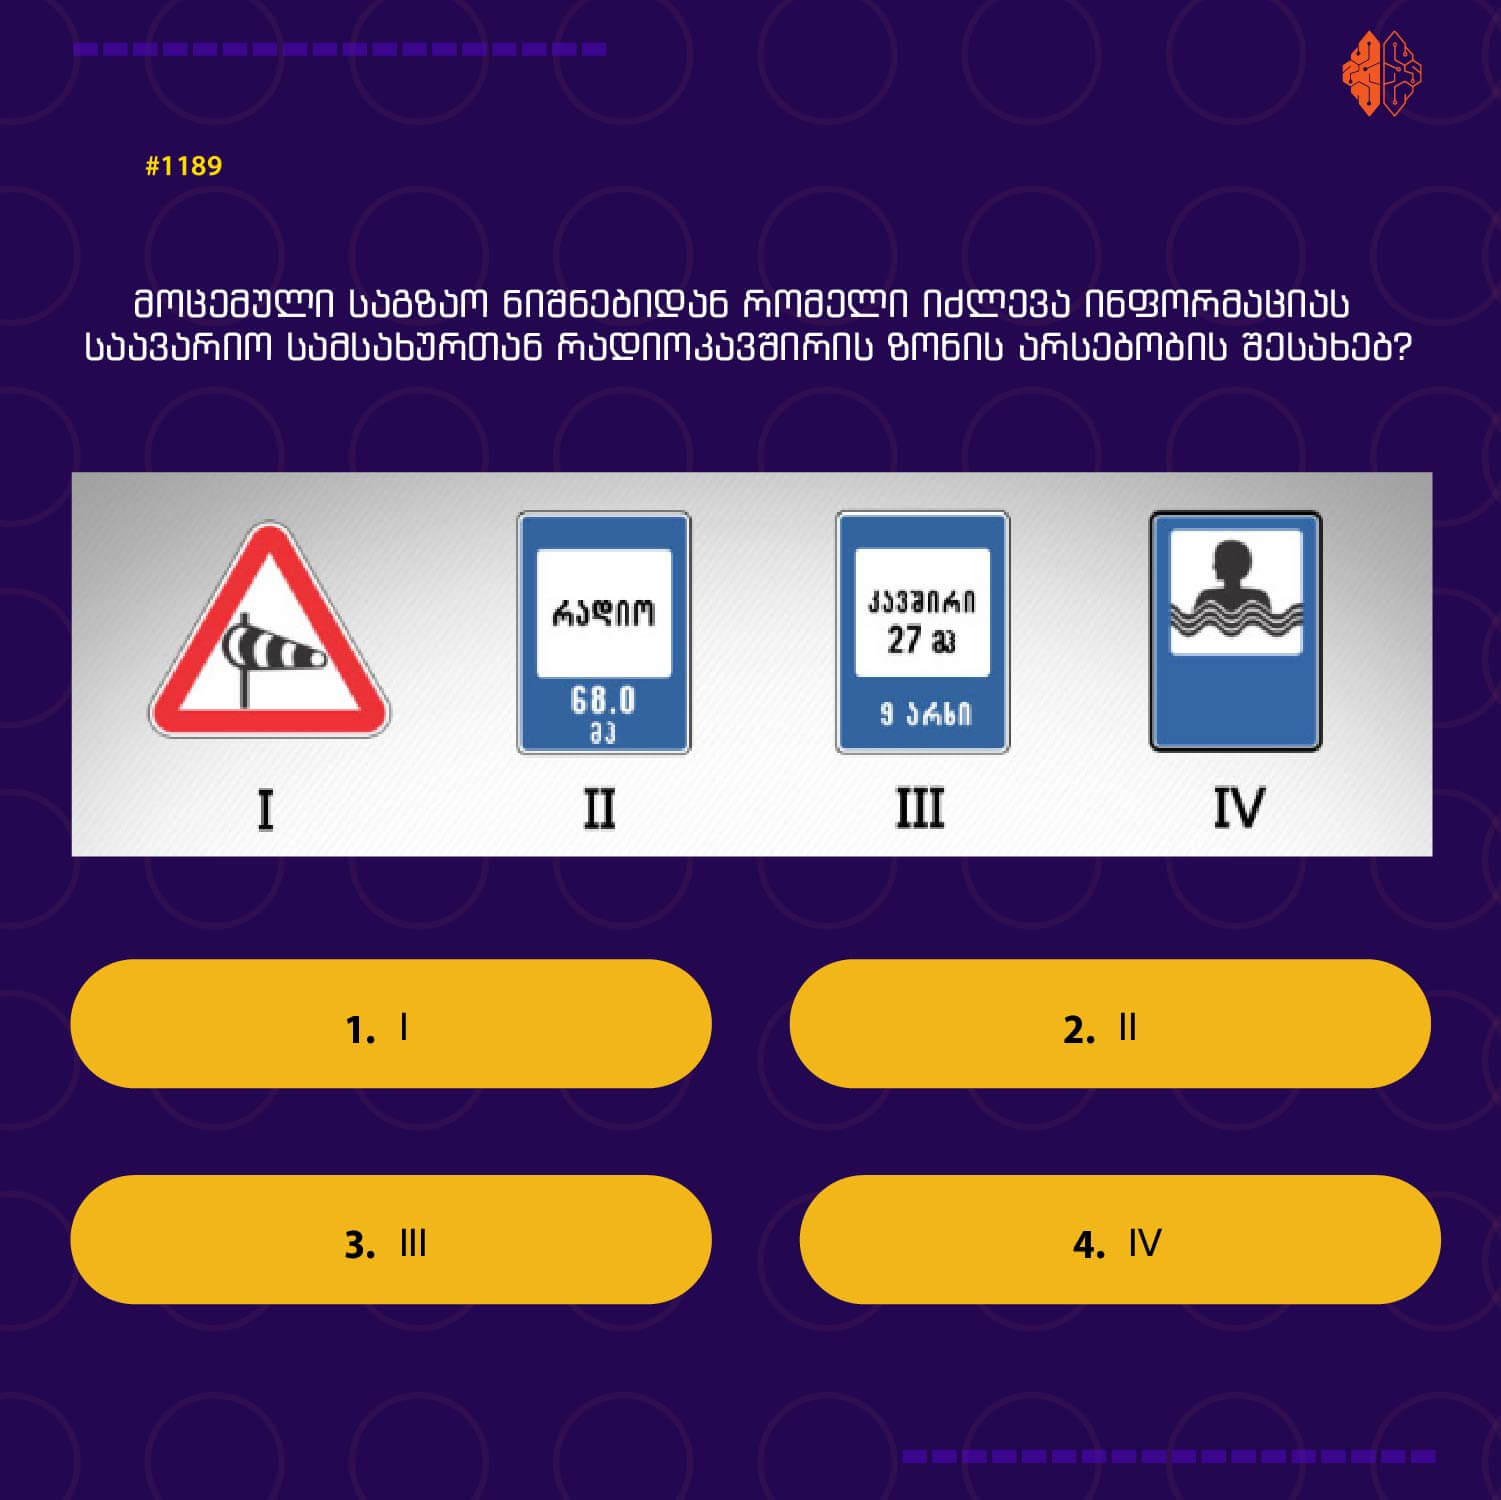 #1189
მოცემული საგზაო ნიშნებიდან რომელი იძლევა ინფორმაციას
საავარიო სამსახურთან რადიოკავშირის ზონის არსებობის შესახებ?
რადიო
68.0
მჰ
კავშირი
27 მჰ
9 არხი
I
II
III
IV
1. I
2. II
3. III
4. IV